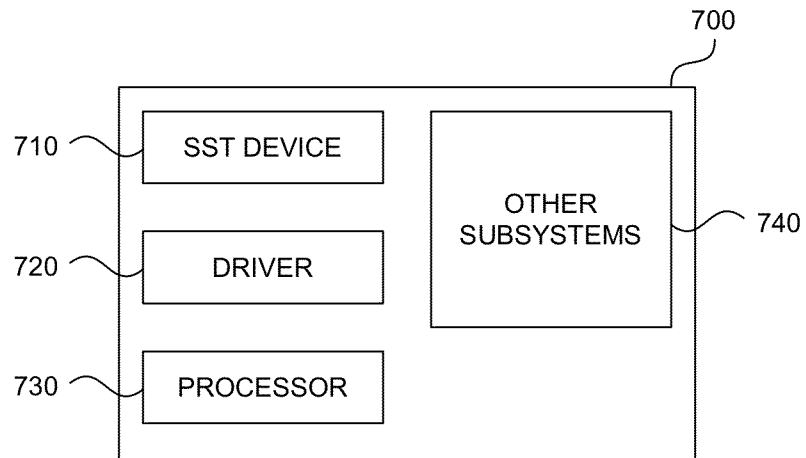 700
710
SST DEVICE
OTHER
SUBSYSTEMS
740
720
DRIVER
730
PROCESSOR